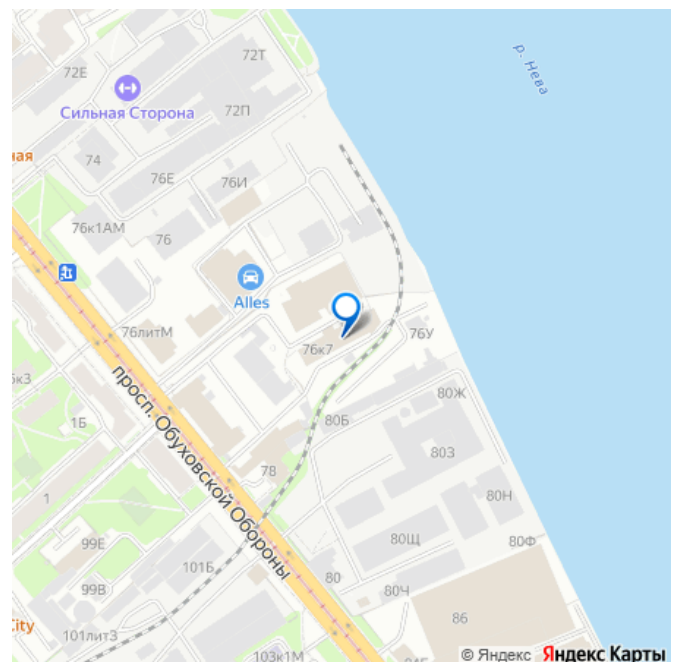 72Т
72Е
р. Нева
Сильная Сторона
72П
ная
74
76Е
76И
76к1АМ
76
Alles
76литМ
76к7
76У
5к3
просп. Обуховской Обороны
80Ж
1Б
80Б
80З
78
1
80Н
99Е
80Щ
80Ф
101Б
80
99В
80Ч
86
City
101литЗ
103к1М
© Яндекс Яндекс Карты